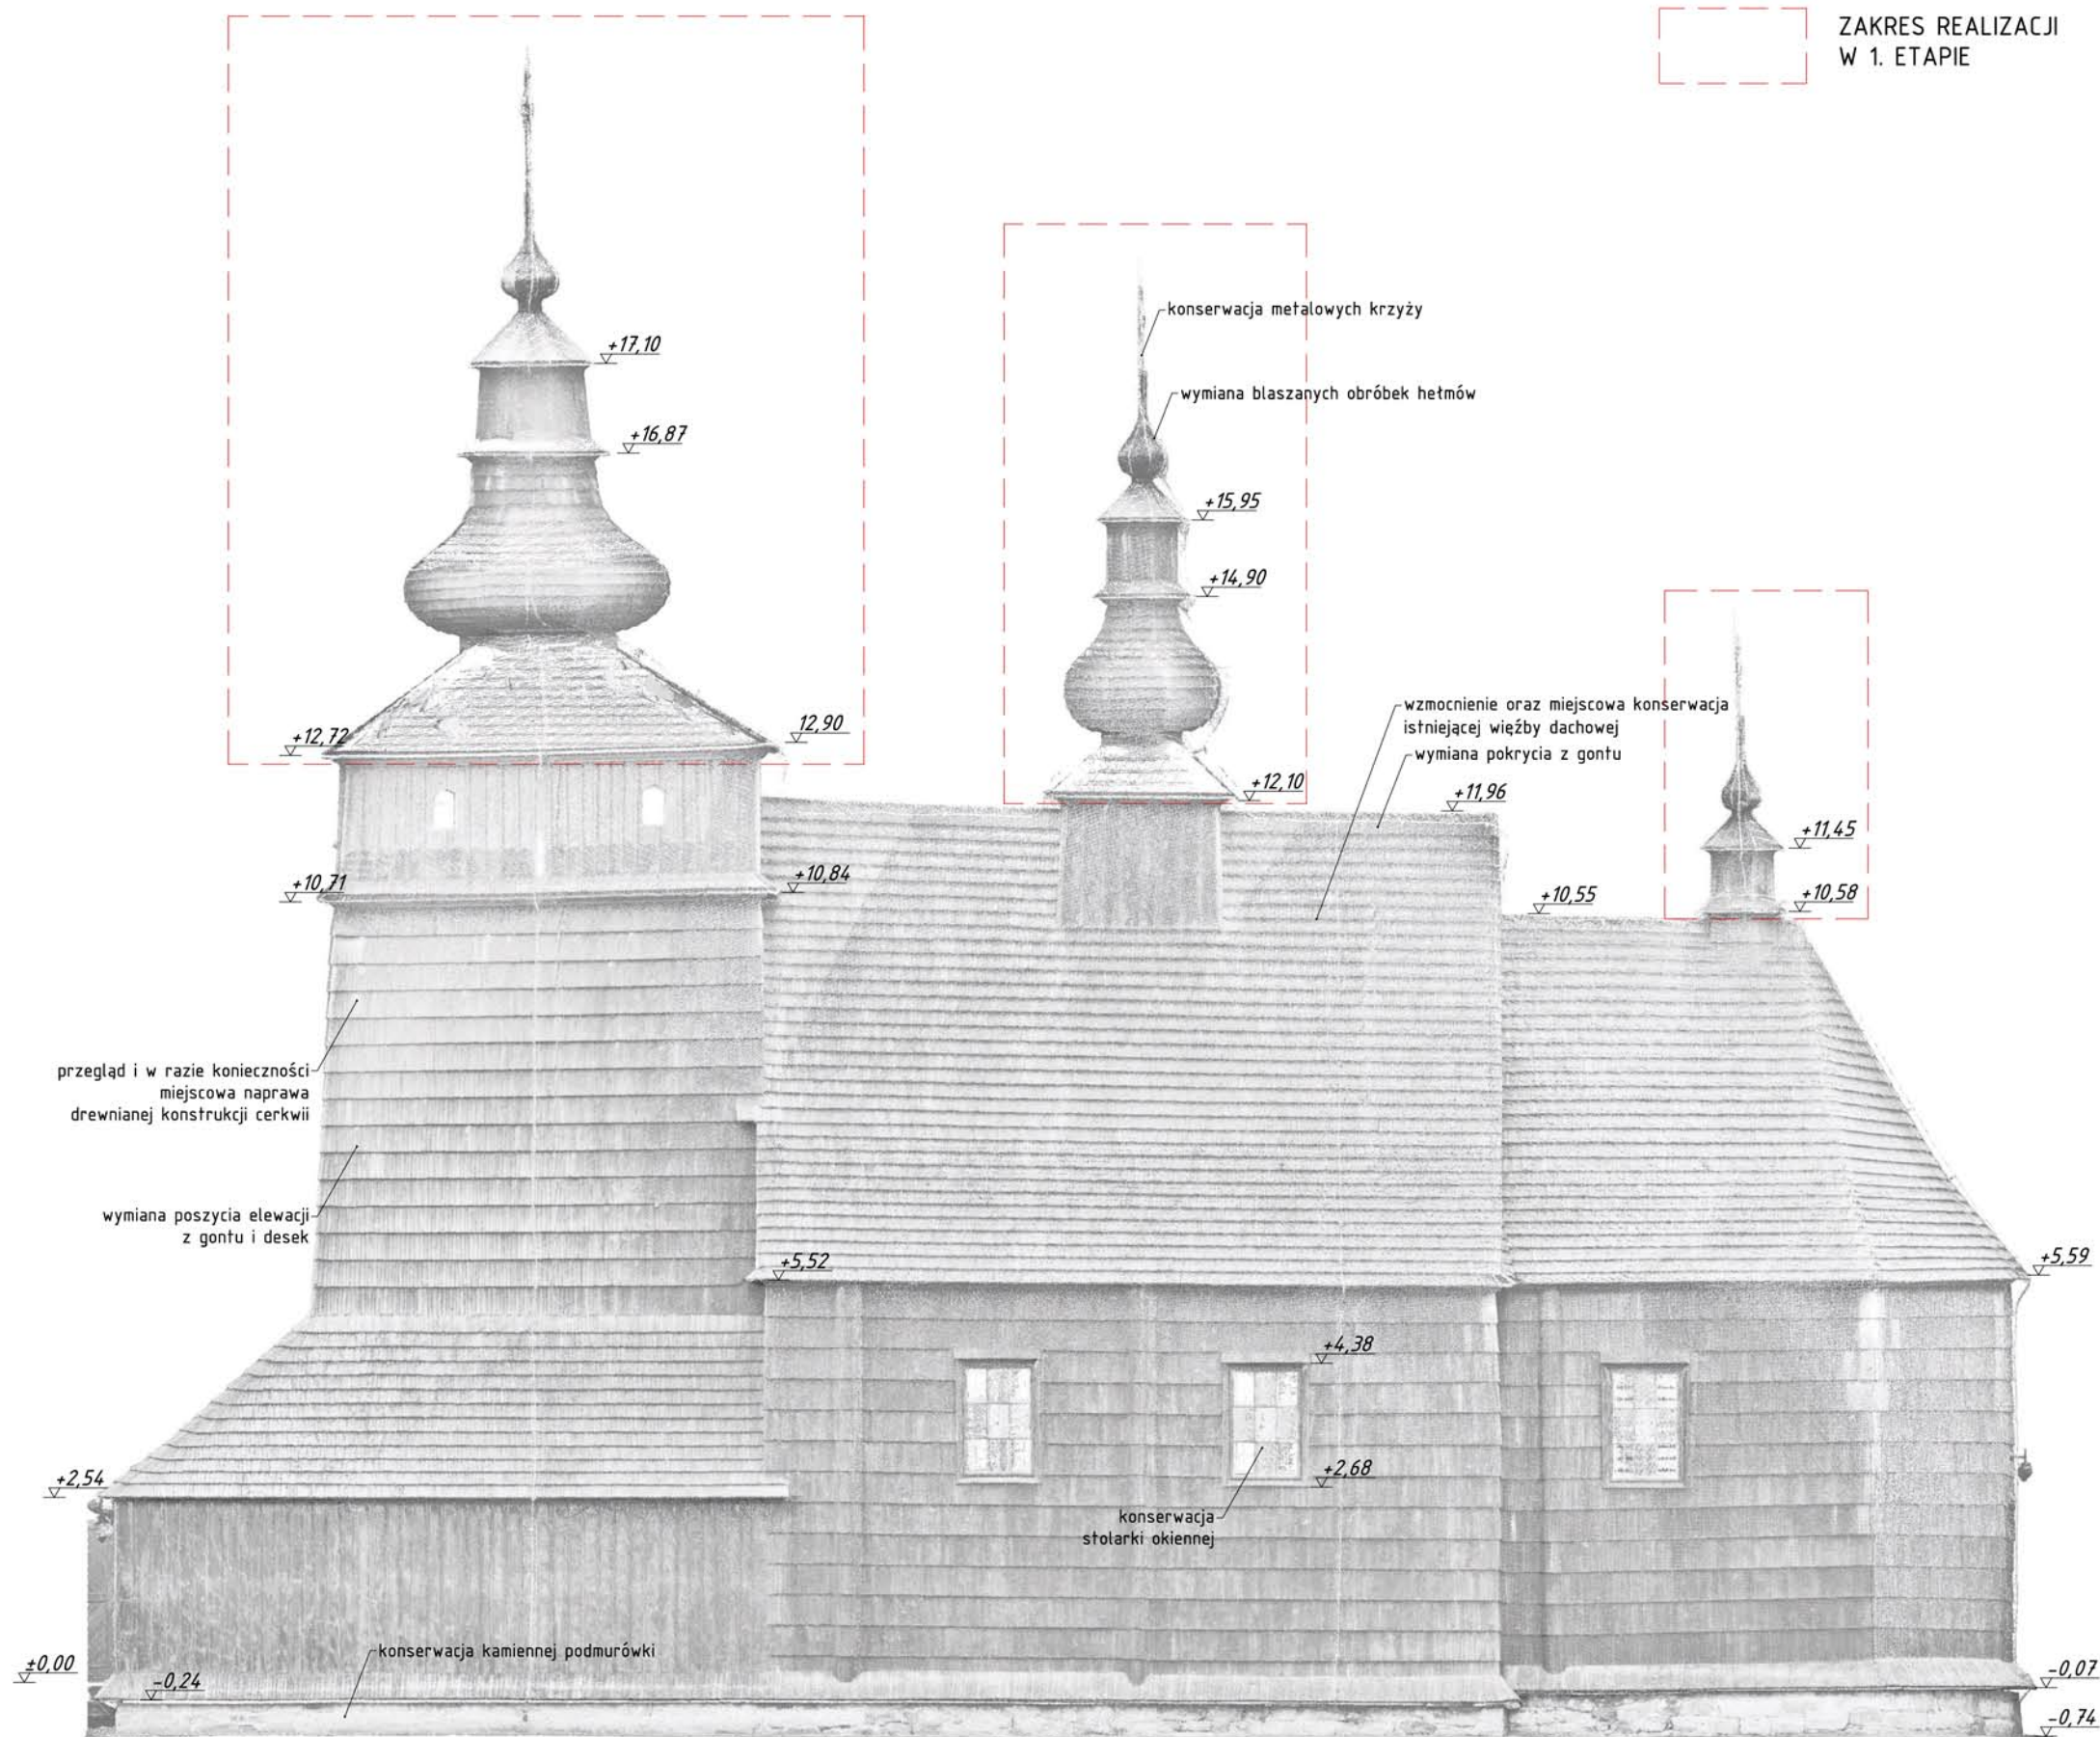 ZAKRES REALIZACJI
W 1. ETAPIE
konserwacja metalowych krzyży
+17,10
wymiana blaszanych obróbek hełmów
+16,87
+15,95
+14,90
wzmocnienie oraz miejscowa konserwacja
istniejącej więźby dachowej
+12,72
12,90
wymiana pokrycia z gontu
+12,10
+11,96
+11,45
+10,71
+10,84
+10,55
+10,58
przegląd i w razie konieczności
miejscowa naprawa
drewnianej konstrukcji cerkwii
wymiana poszycia elewacji
z gontu i desek
+5,52
+5,59
+4,38
+2,54
+2,68
konserwacja
stolarki okiennej
konserwacja kamiennej podmurówki
±0,00
-0,24
-0,07
-0,74